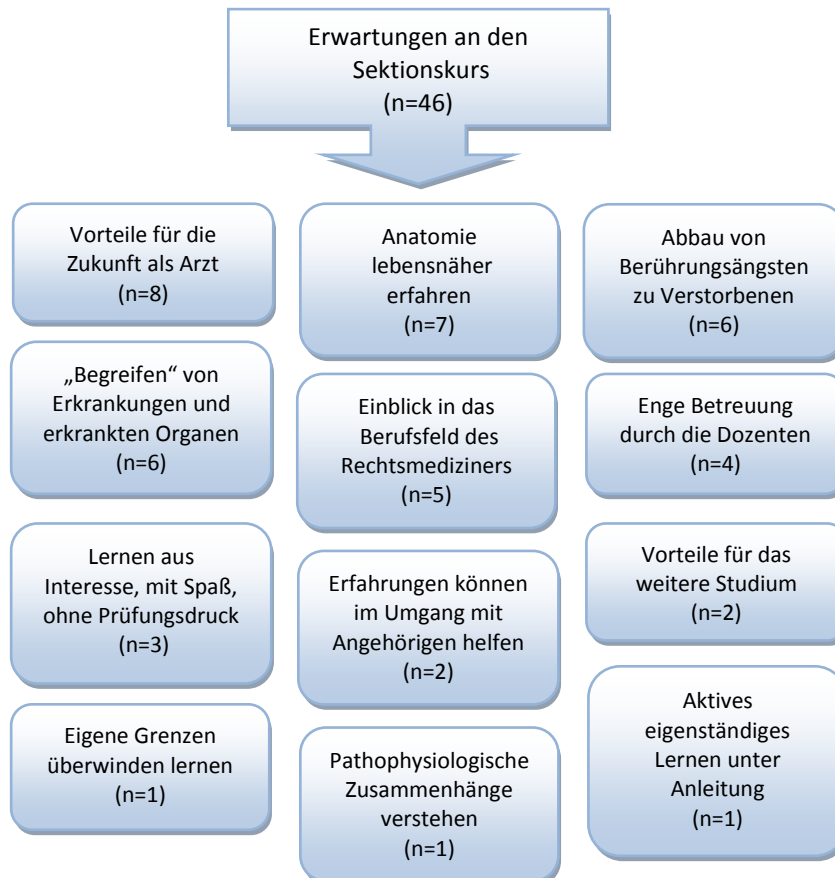 Erwartungen an den
Sektionskurs
(n=46)
Vorteile für die
Zukunft als Arzt
(n=8)
Anatomie
lebensnäher
erfahren
(n=7)
Abbau von
Berührungsängsten
zu Verstorbenen
(n=6)
„Begreifen“ von
Erkrankungen und
erkrankten Organen
(n=6)
Einblick in das
Berufsfeld des
Rechtsmediziners
(n=5)
Enge Betreuung
durch die Dozenten
(n=4)
Lernen aus
Interesse, mit Spaß,
ohne Prüfungsdruck
(n=3)
Erfahrungen können
im Umgang mit
Angehörigen helfen
(n=2)
Vorteile für das
weitere Studium
(n=2)
Eigene Grenzen
überwinden lernen
(n=1)
Pathophysiologische
Zusammenhänge
verstehen
(n=1)
Aktives
eigenständiges
Lernen unter
Anleitung
(n=1)